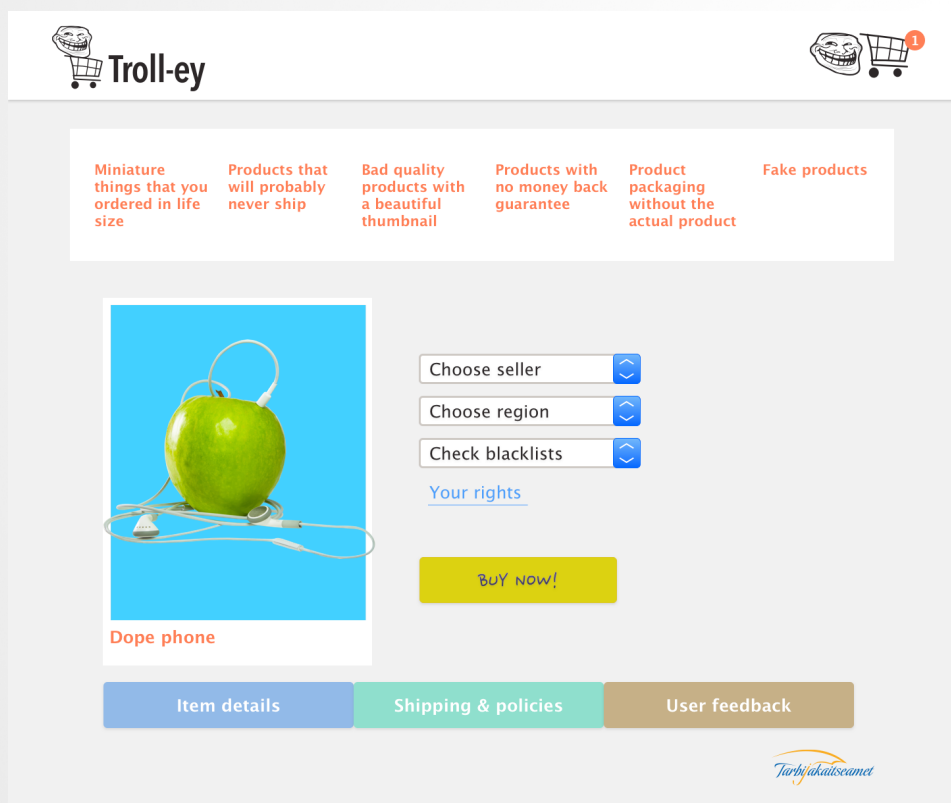 Troll-ey
1
Miniature
things that you
ordered in life
size
Products that
will probably
never ship
Bad quality
products with
a beautiful
thumbnail
Products with
no money back
guarantee
Product
packaging
without the
actual product
Fake products
Choose seller
Choose region
Check blacklists
Your rights
BUY NOW!
Dope phone
Item details
Shipping & policies
User feedback
Tarbijakaitseamet